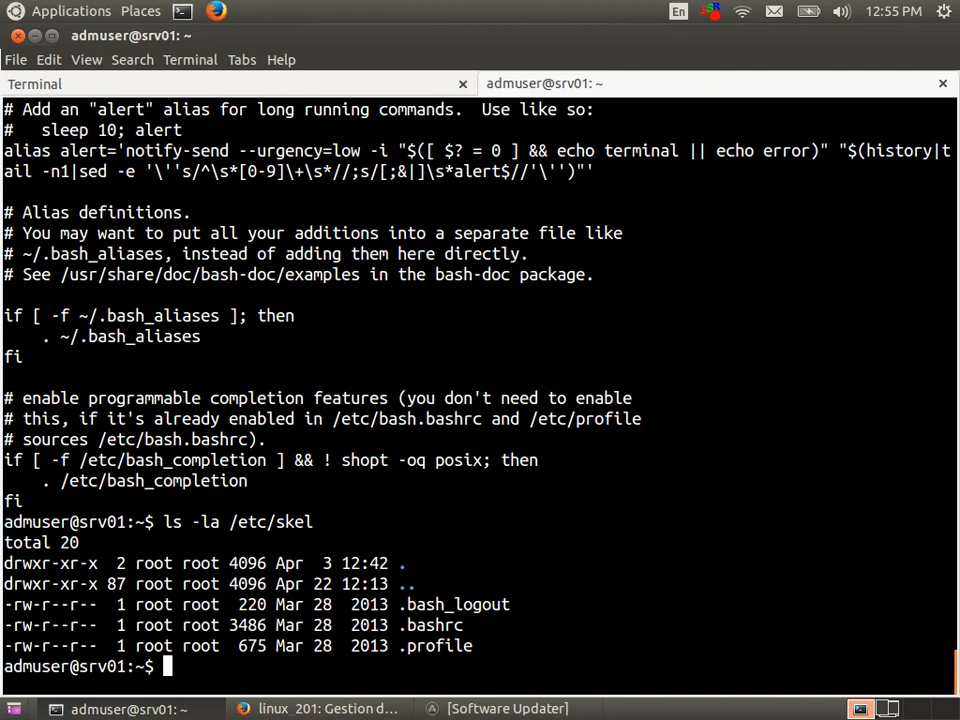 Applications Places En SSR 12:55 PM
admuser@srv01: ~
File Edit View Search Terminal Tabs Help
Terminal × admuser@srv01: ~ ×
# Add an "alert" alias for long running commands.  Use like so:
#   sleep 10; alert
alias alert='notify-send --urgency=low -i "$([ $? = 0 ] && echo terminal || echo error)" "$(history|t
ail -n1|sed -e '\''s/^\s*[0-9]\+\s*//;s/[;&|]\s*alert$//'\'')"'
# Alias definitions.
# You may want to put all your additions into a separate file like
# ~/.bash_aliases, instead of adding them here directly.
# See /usr/share/doc/bash-doc/examples in the bash-doc package.
if [ -f ~/.bash_aliases ]; then
    . ~/.bash_aliases
fi
# enable programmable completion features (you don't need to enable
# this, if it's already enabled in /etc/bash.bashrc and /etc/profile
# sources /etc/bash.bashrc).
if [ -f /etc/bash_completion ] && ! shopt -oq posix; then
    . /etc/bash_completion
fi
admuser@srv01:~$ ls -la /etc/skel
total 20
drwxr-xr-x  2 root root 4096 Apr  3 12:42 .
drwxr-xr-x 87 root root 4096 Apr 22 12:13 ..
-rw-r--r--  1 root root  220 Mar 28  2013 .bash_logout
-rw-r--r--  1 root root 3486 Mar 28  2013 .bashrc
-rw-r--r--  1 root root  675 Mar 28  2013 .profile
admuser@srv01:~$
admuser@srv01: ~ linux_201: Gestion d... [Software Updater]